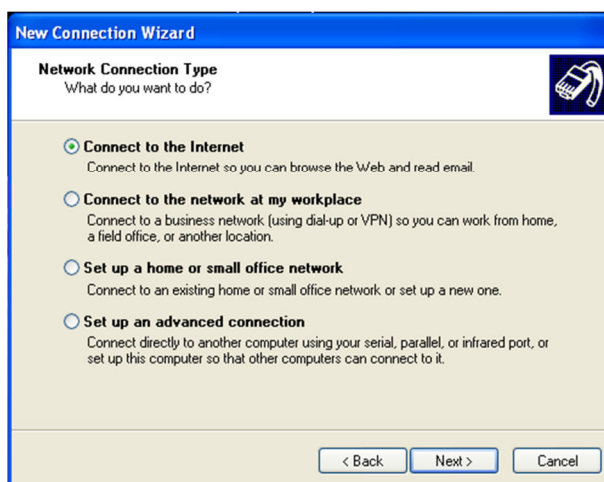 New Connection Wizard
Network Connection Type
What do you want to do?
Connect to the Internet
Connect to the Internet so you can browse the Web and read email.
Connect to the network at my workplace
Connect to a business network (using dial-up or VPN) so you can work from home,
a field office, or another location.
Set up a home or small office network
Connect to an existing home or small office network or set up a new one.
Set up an advanced connection
Connect directly to another computer using your serial, parallel, or infrared port, or
set up this computer so that other computers can connect to it.
< Back Next > Cancel